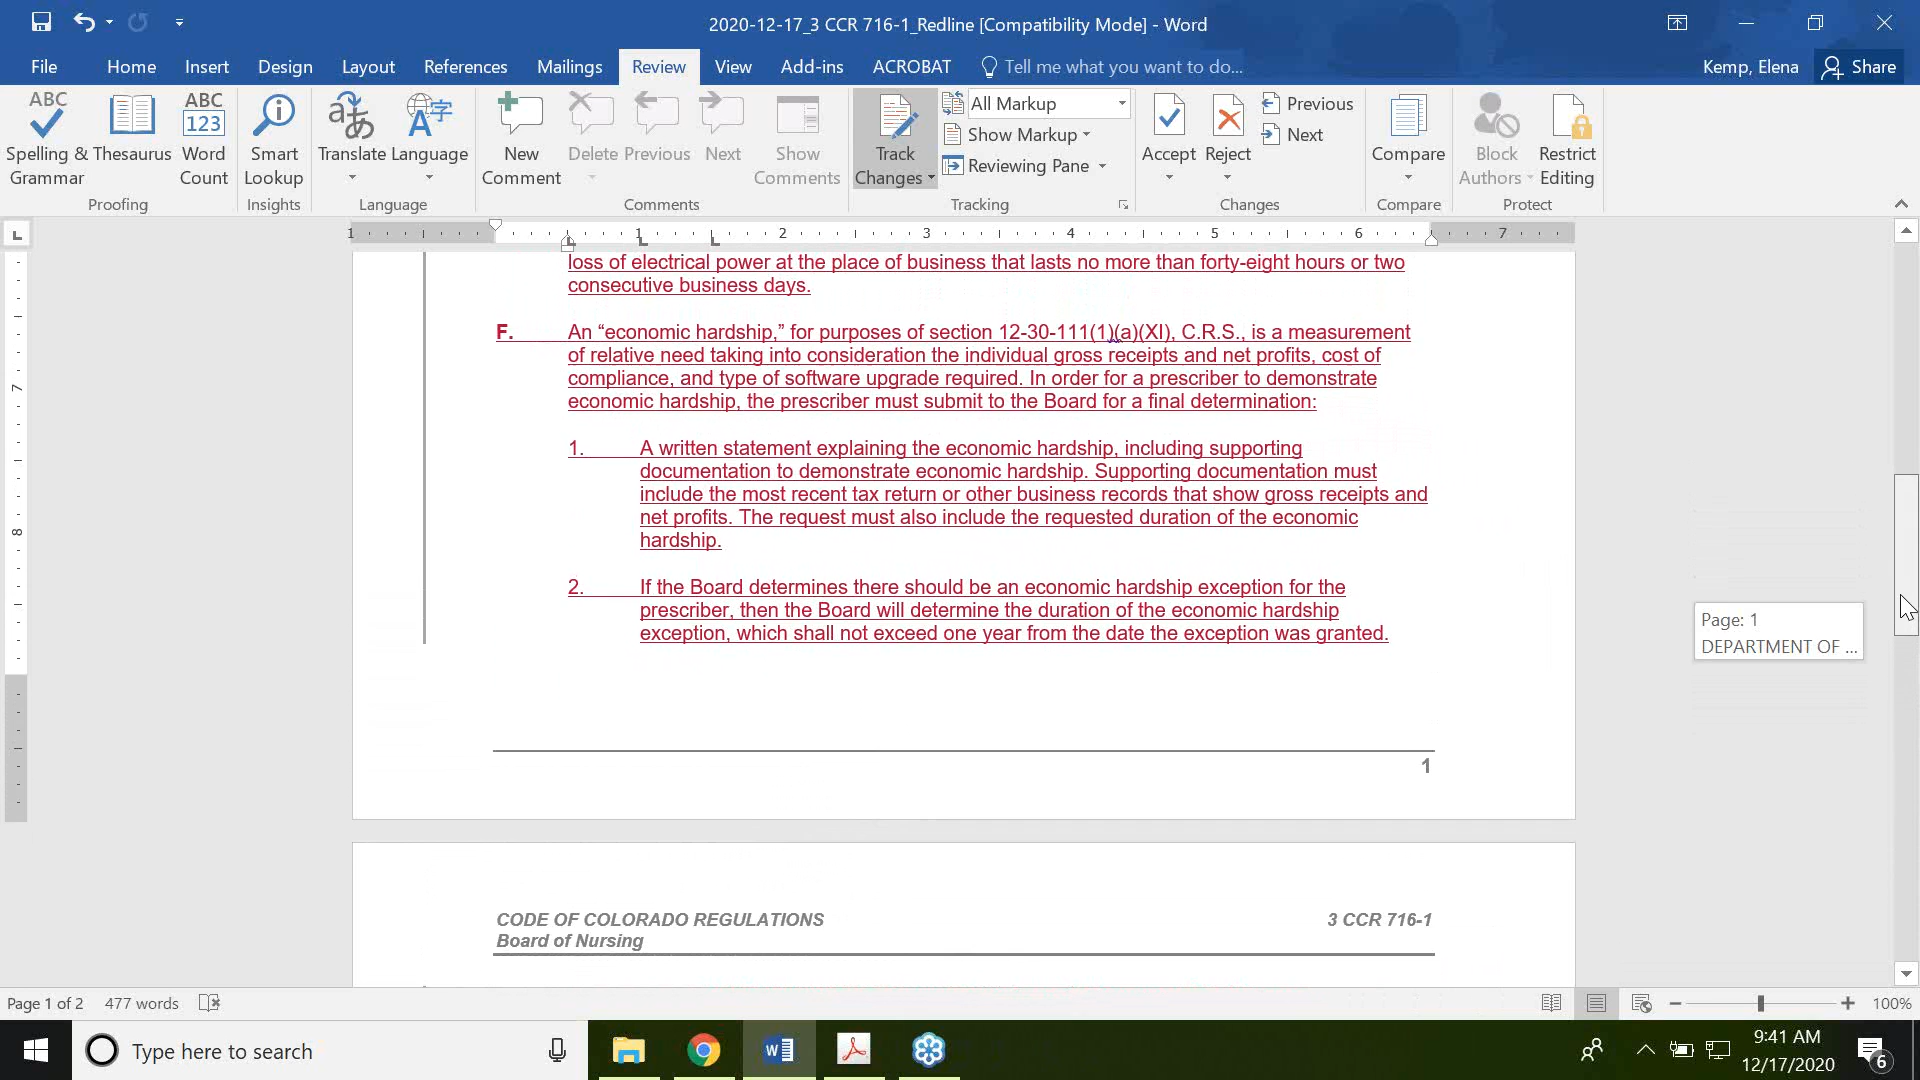 2020-12-17_3 CCR 716-1_Redline [Compatibility Mode] - Word
File Home Insert Design Layout References Mailings Review View Add-ins ACROBAT Tell me what you want to do... Kemp, Elena Share
ABC Spelling & Grammar
Thesaurus
ABC 123 Word Count
Smart Lookup
Translate
Language
New Comment
Delete
Previous
Next
Show Comments
Track Changes
All Markup
Show Markup
Reviewing Pane
Accept
Reject
Previous
Next
Compare
Block Authors
Restrict Editing
Proofing Insights Language Comments Tracking Changes Compare Protect
L
1 1 2 3 4 5 6 7
7
8
loss of electrical power at the place of business that lasts no more than forty-eight hours or two
consecutive business days.
F. An “economic hardship,” for purposes of section 12-30-111(1)(a)(XI), C.R.S., is a measurement
of relative need taking into consideration the individual gross receipts and net profits, cost of
compliance, and type of software upgrade required. In order for a prescriber to demonstrate
economic hardship, the prescriber must submit to the Board for a final determination:
1. A written statement explaining the economic hardship, including supporting
documentation to demonstrate economic hardship. Supporting documentation must
include the most recent tax return or other business records that show gross receipts and
net profits. The request must also include the requested duration of the economic
hardship.
2. If the Board determines there should be an economic hardship exception for the
prescriber, then the Board will determine the duration of the economic hardship
exception, which shall not exceed one year from the date the exception was granted.
Page: 1
DEPARTMENT OF ...
1
CODE OF COLORADO REGULATIONS 3 CCR 716-1
Board of Nursing
Page 1 of 2 477 words 100%
Type here to search
9:41 AM
12/17/2020
6